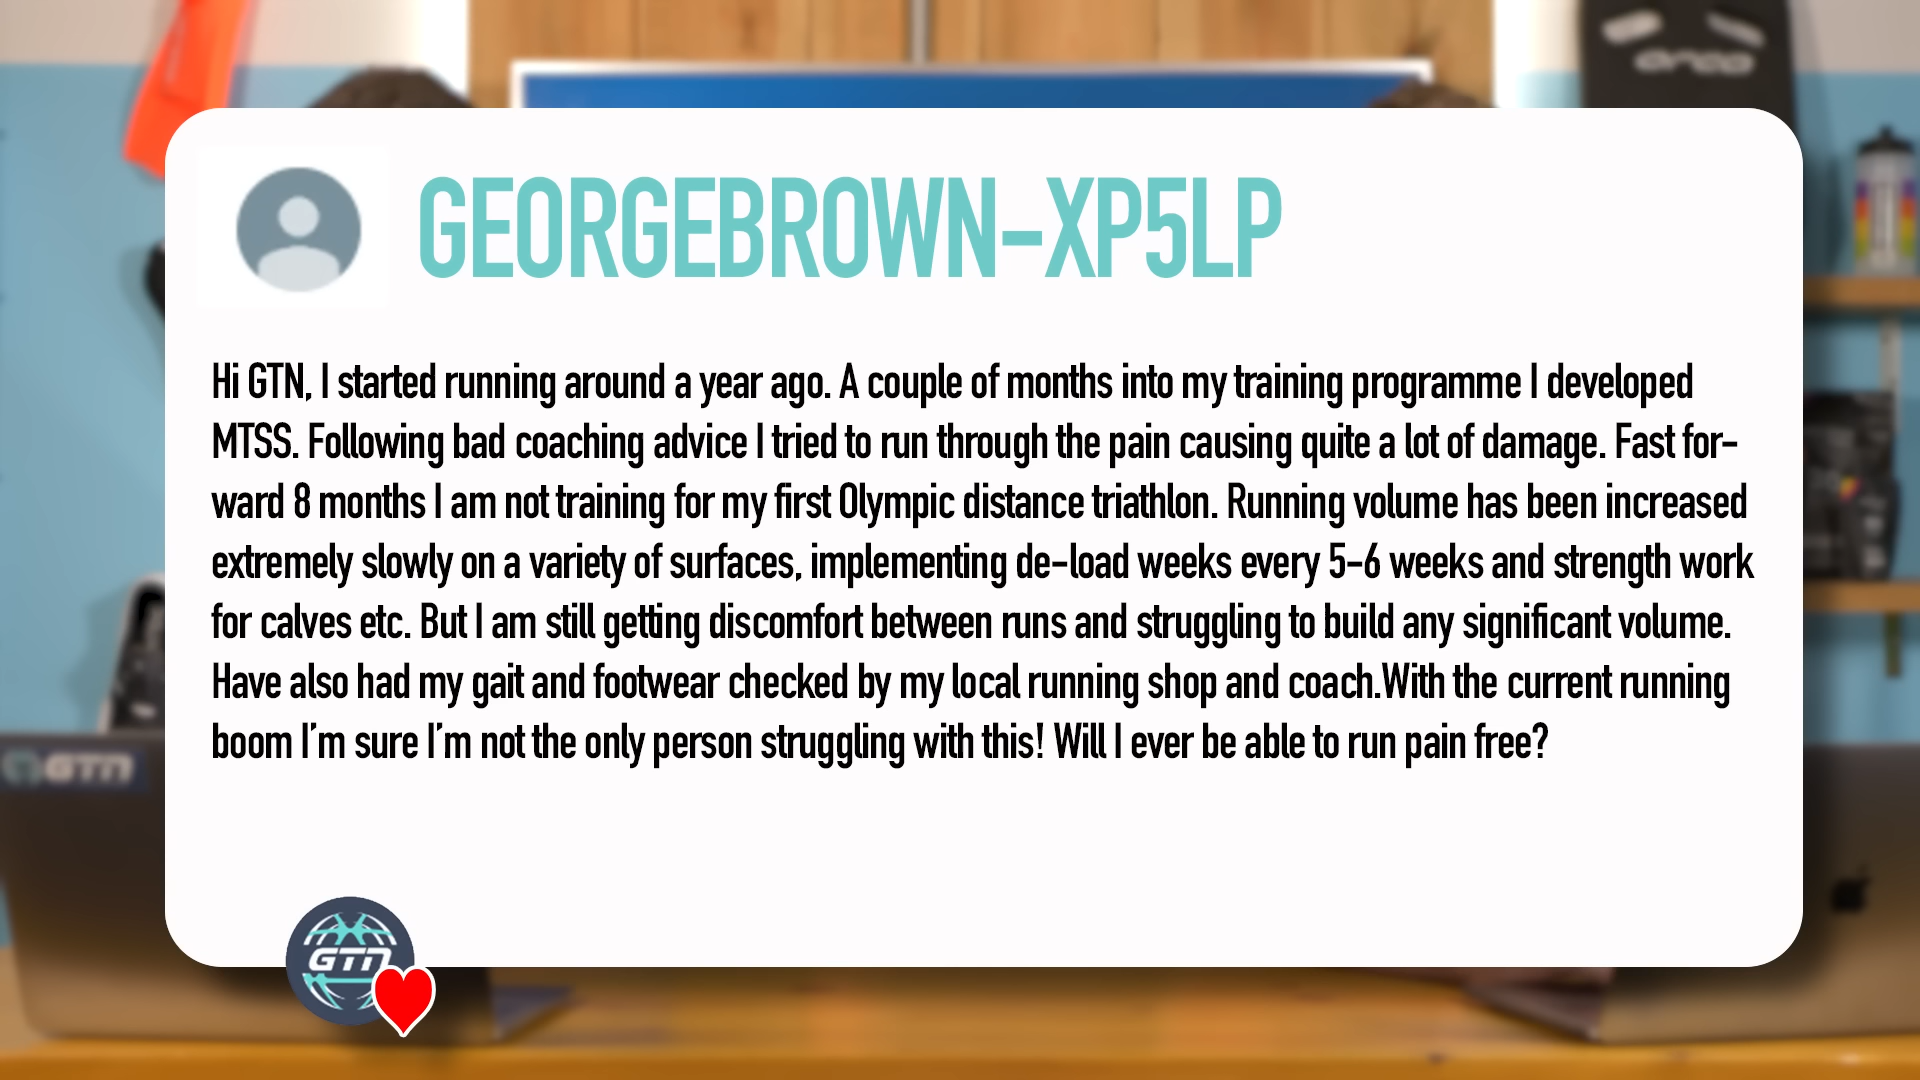 orca
GEORGEBROWN-XP5LP
Hi GTN, I started running around a year ago. A couple of months into my training programme I developed
MTSS. Following bad coaching advice I tried to run through the pain causing quite a lot of damage. Fast for-
ward 8 months I am not training for my first Olympic distance triathlon. Running volume has been increased
extremely slowly on a variety of surfaces, implementing de-load weeks every 5-6 weeks and strength work
for calves etc. But I am still getting discomfort between runs and struggling to build any significant volume.
Have also had my gait and footwear checked by my local running shop and coach.With the current running
boom I'm sure I'm not the only person struggling with this! Will I ever be able to run pain free?
GTN
GTN